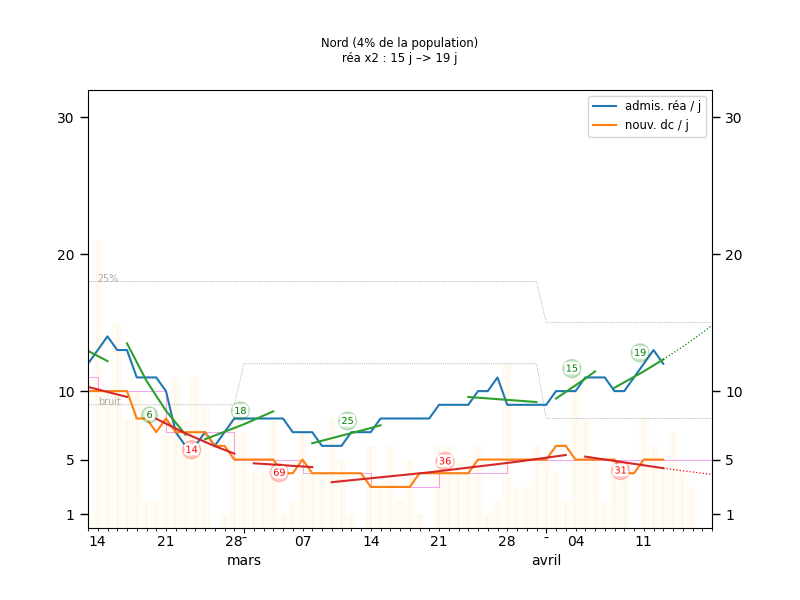 Nord (4% de la population)
réa x2 : 15 j –> 19 j
admis. réa / j
nouv. dc / j
30 30
20 20
25%
10 10
bruit
5 5
1 1
6
14
18
69
25
36
15
31
19
14 21 28 07 14 21 28 04 11
mars avril